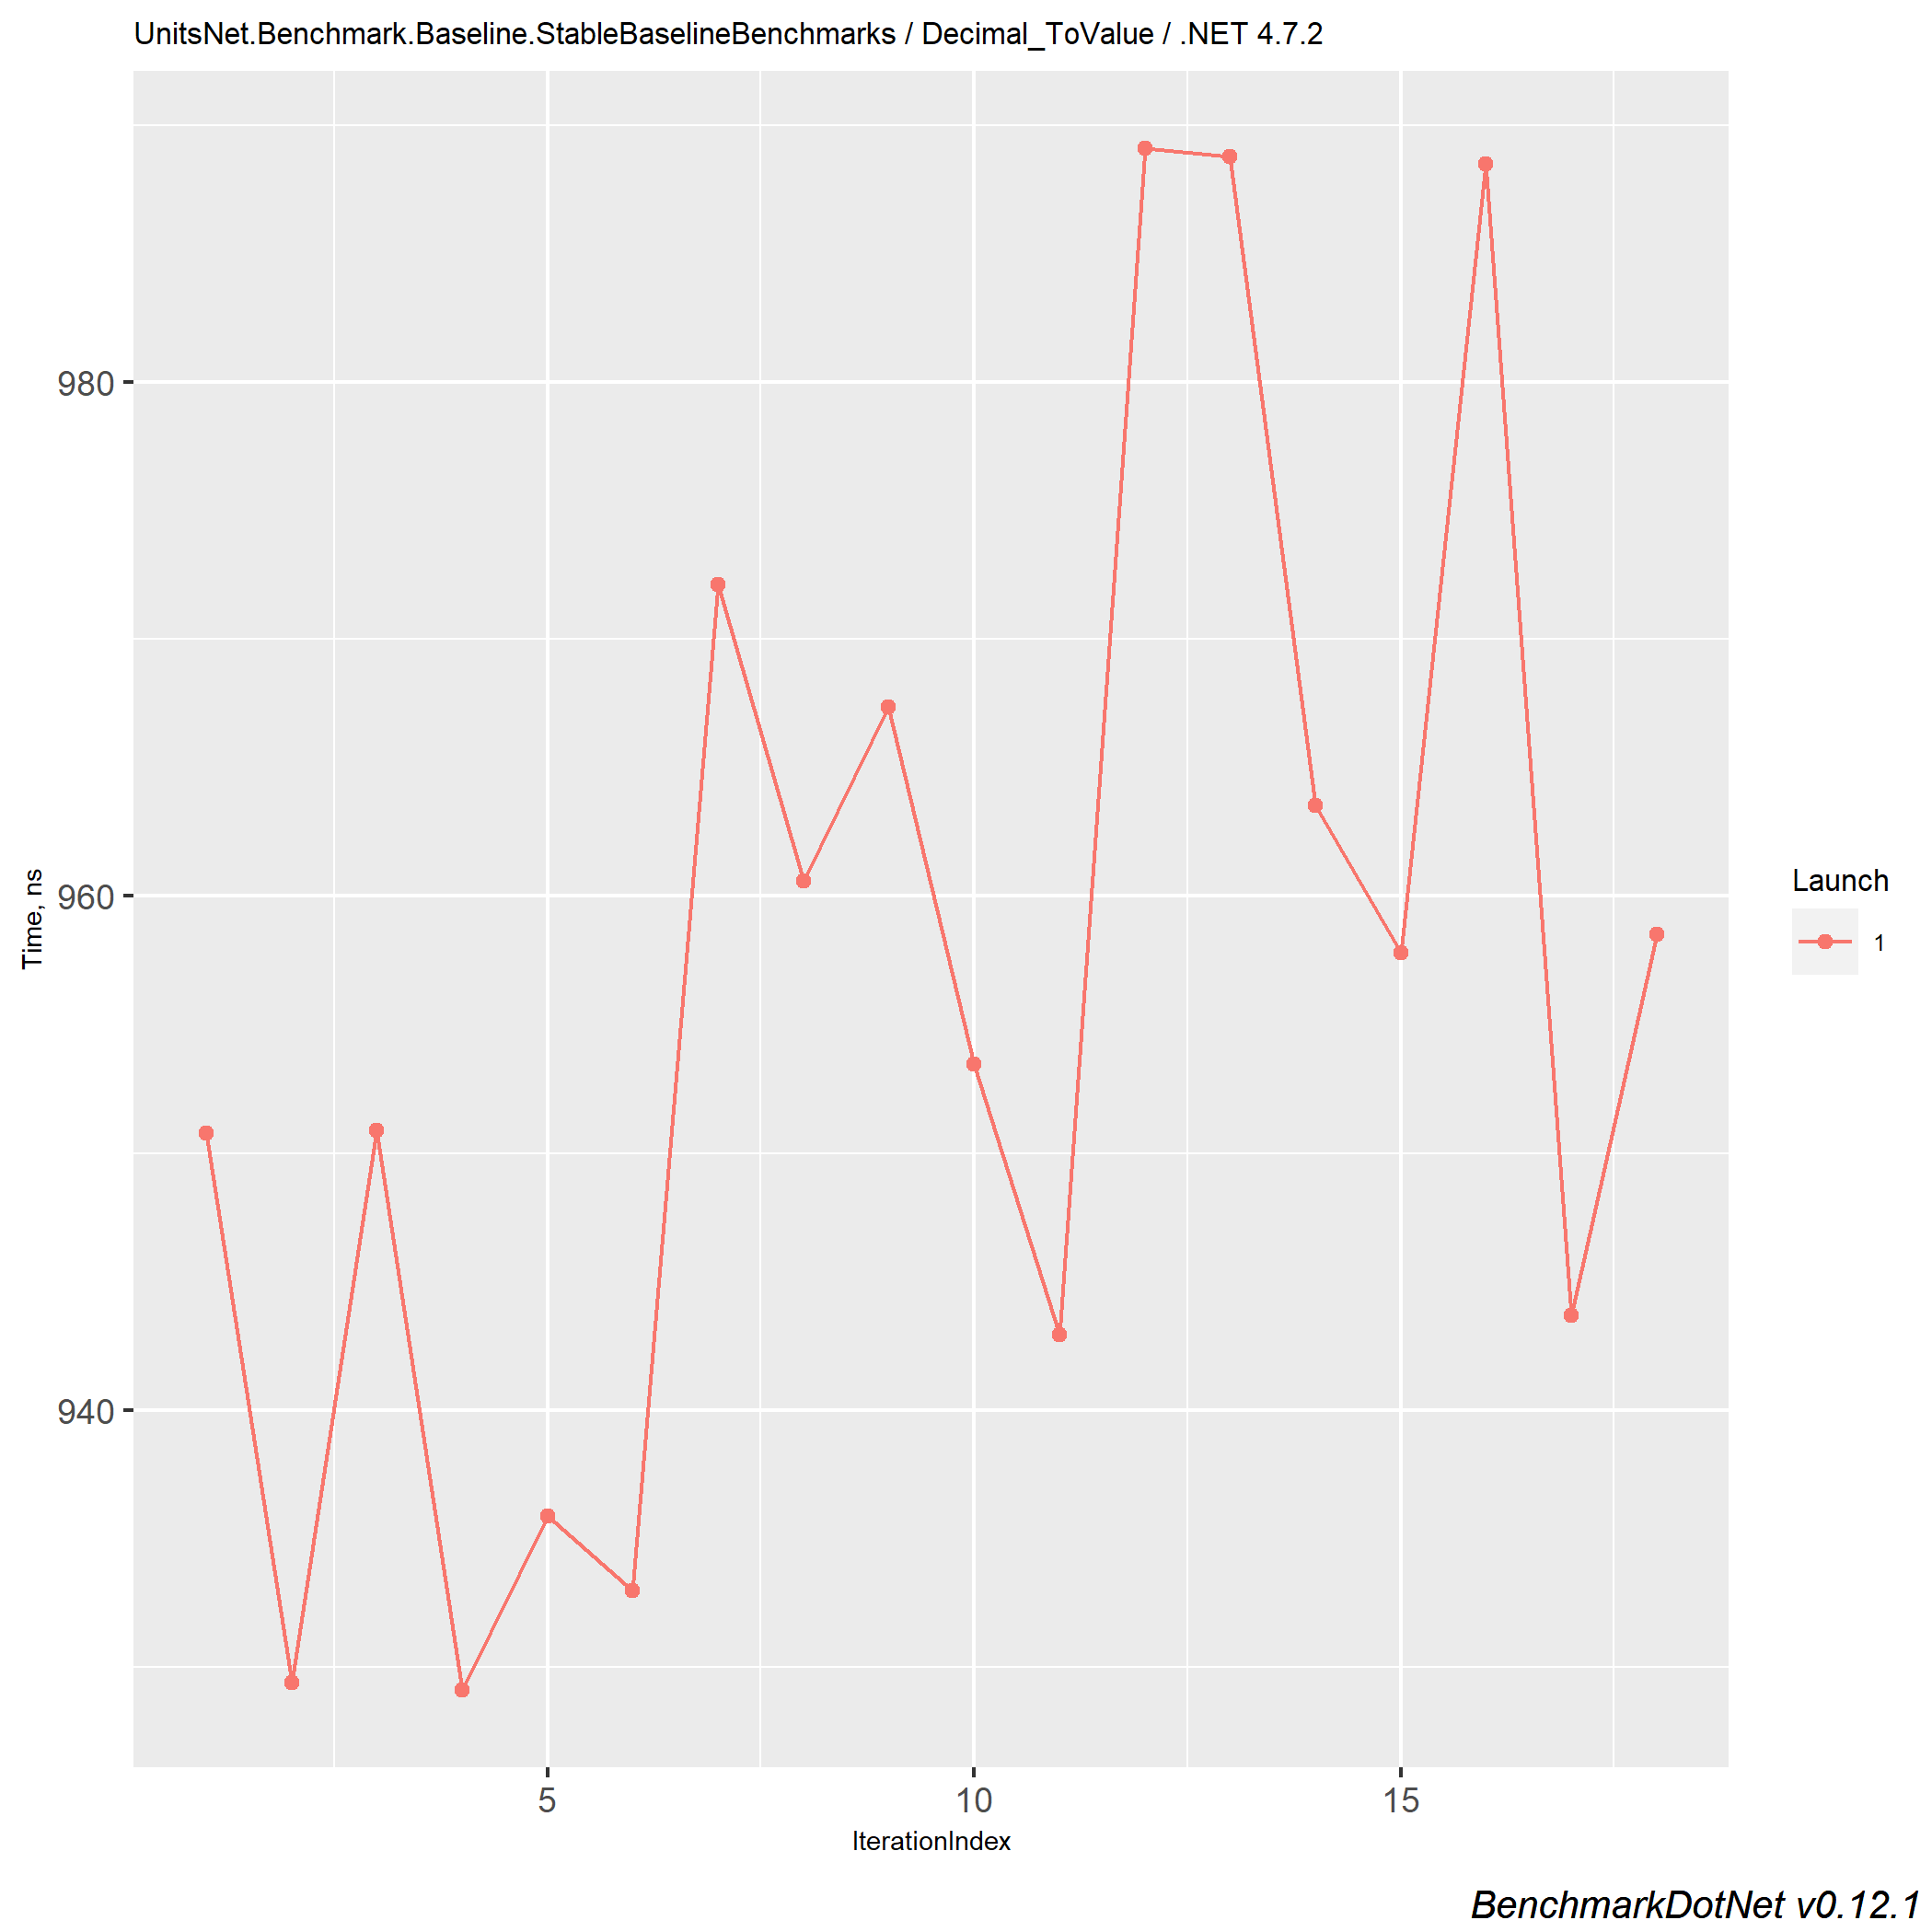 UnitsNet.Benchmark.Baseline.StableBaselineBenchmarks / Decimal_ToValue / .NET 4.7.2
980
960
940
Time, ns
Launch
1
5 10 15
IterationIndex
BenchmarkDotNet v0.12.1